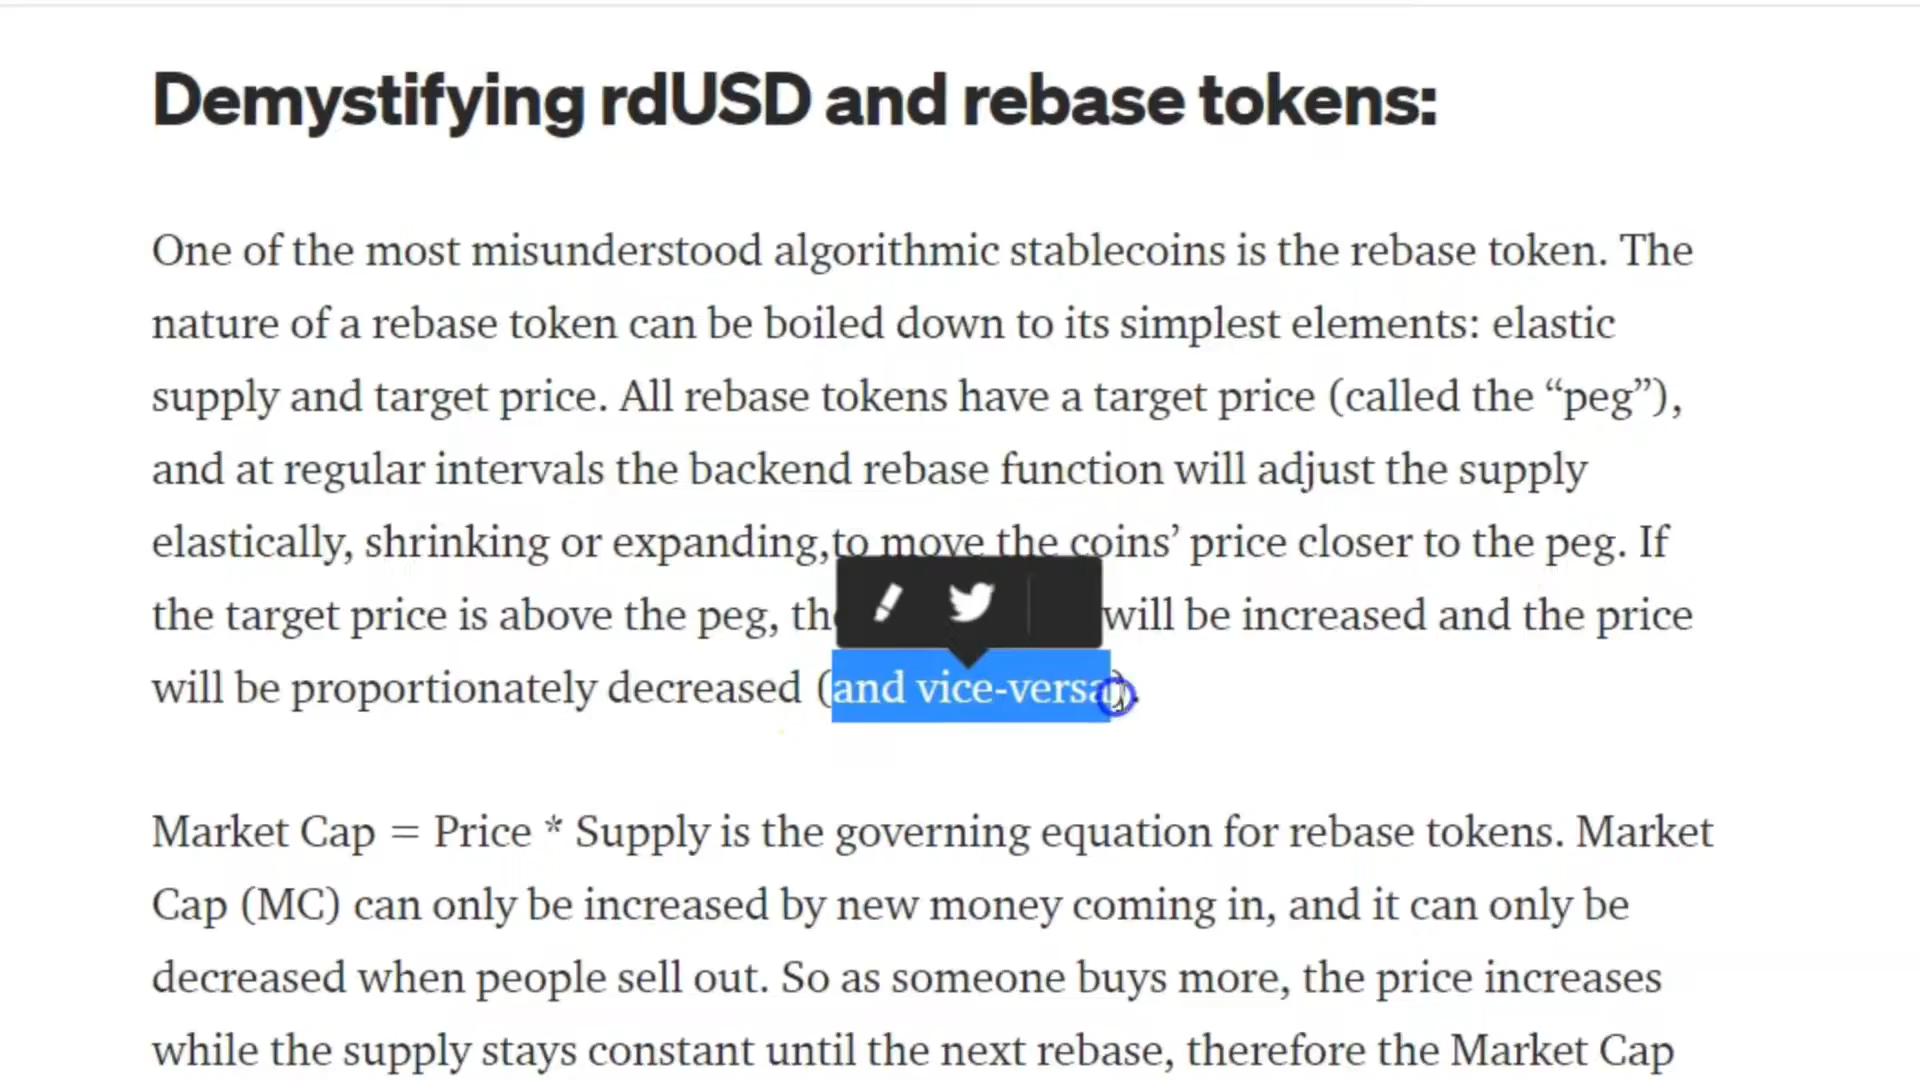 Demystifying rdUSD and rebase tokens:
One of the most misunderstood algorithmic stablecoins is the rebase token. The
nature of a rebase token can be boiled down to its simplest elements: elastic
supply and target price. All rebase tokens have a target price (called the “peg”),
and at regular intervals the backend rebase function will adjust the supply
elastically, shrinking or expanding,to move the coins’ price closer to the peg. If
the target price is above the peg, will be increased and the price
will be proportionately decreased (and vice-versa).
Market Cap = Price * Supply is the governing equation for rebase tokens. Market
Cap (MC) can only be increased by new money coming in, and it can only be
decreased when people sell out. So as someone buys more, the price increases
while the supply stays constant until the next rebase, therefore the Market Cap